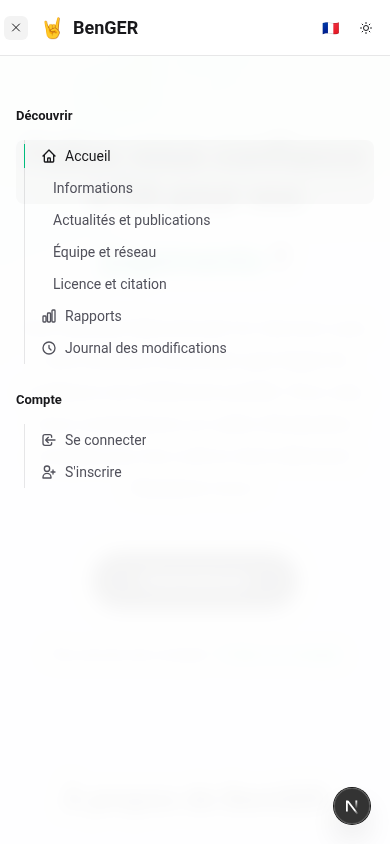 BenGER
Découvrir
Accueil
Informations
Actualités et publications
Équipe et réseau
Licence et citation
Rapports
Journal des modifications
Compte
Se connecter
S'inscrire
N